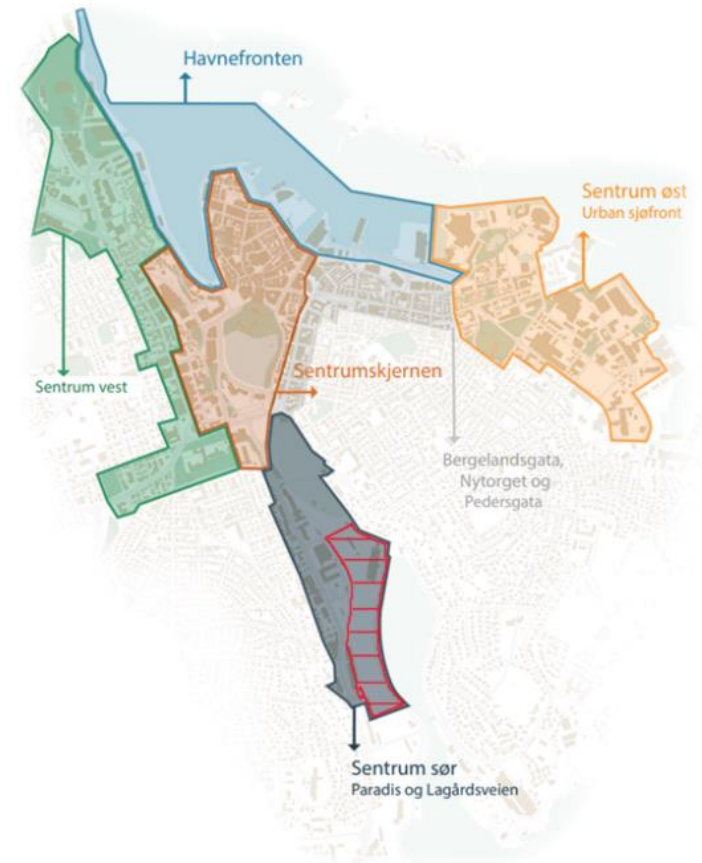 Havnefronten
Sentrum øst
Urban sjøfront
Sentrumskjernen
Sentrum vest
Bergelandsgata,
Nytorget og
Pedersgata
Sentrum sør
Paradis og Lagårdsveien